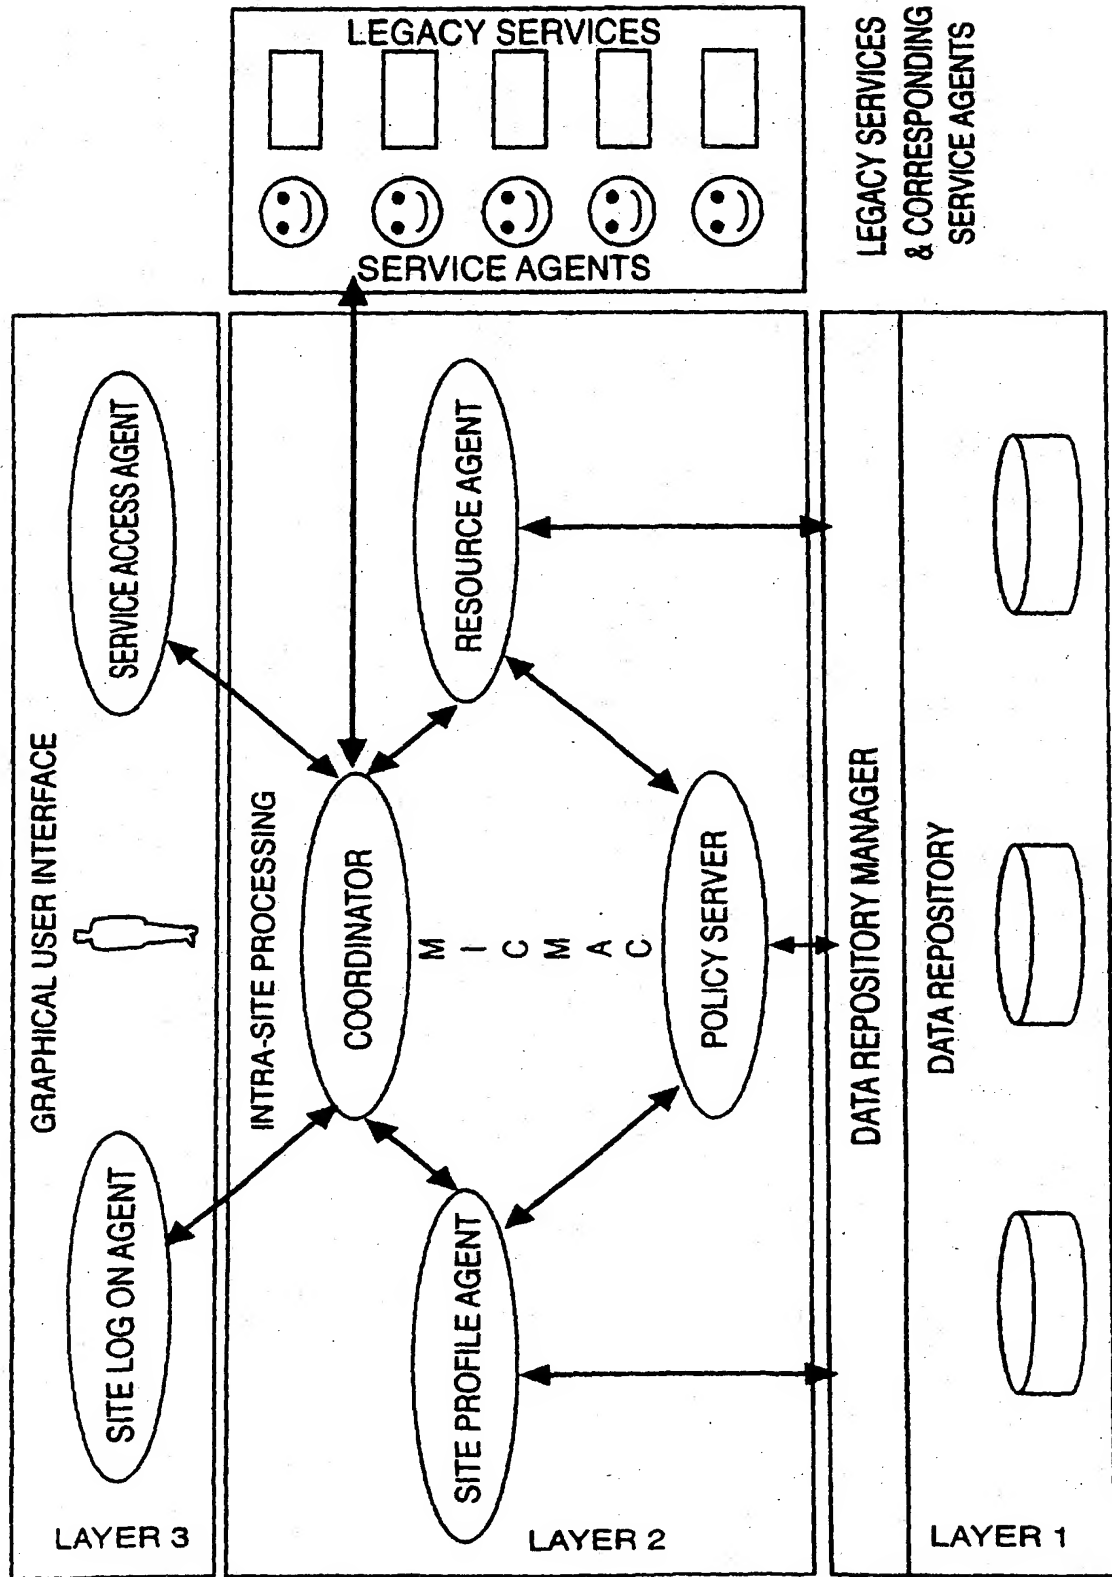 GRAPHICAL USER INTERFACE
SITE LOG ON AGENT
SERVICE ACCESS AGENT
LAYER 3
INTRA-SITE PROCESSING
COORDINATOR
MICMAC
SITE PROFILE AGENT
RESOURCE AGENT
POLICY SERVER
LAYER 2
SERVICE AGENTS
LEGACY SERVICES
DATA REPOSITORY MANAGER
DATA REPOSITORY
LAYER 1
LEGACY SERVICES
& CORRESPONDING
SERVICE AGENTS